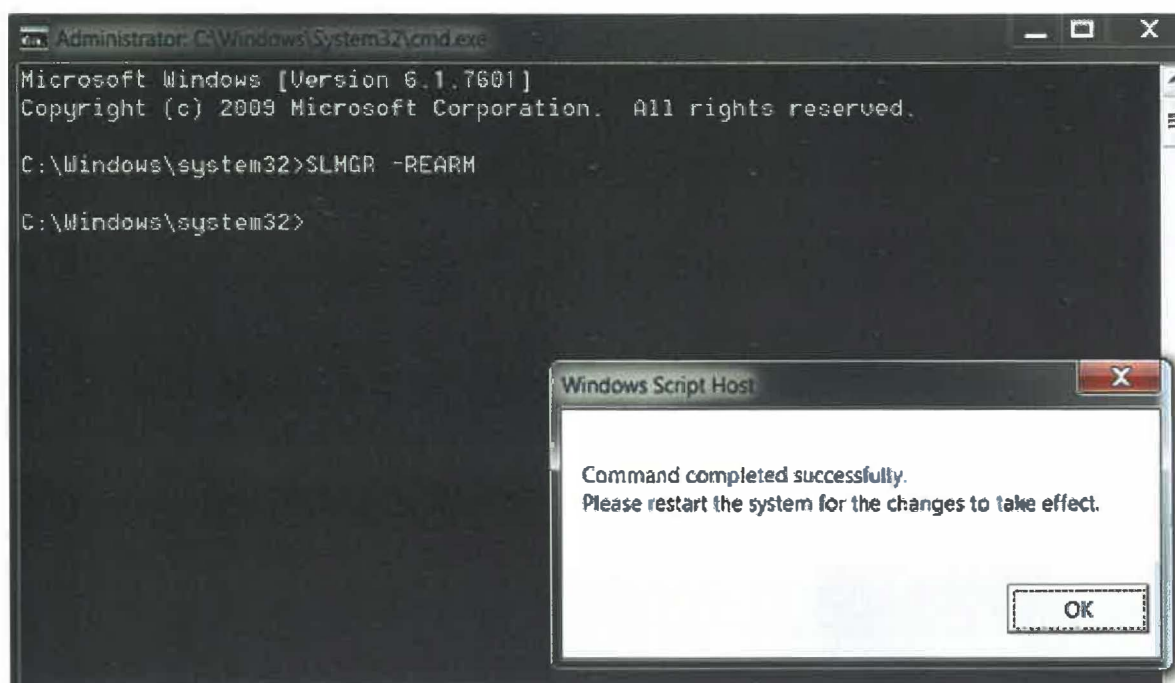 Administrator: C:\Windows\System32\cmd.exe
Microsoft Windows [Version 6.1.7601]
Copyright (c) 2009 Microsoft Corporation.  All rights reserved.
C:\Windows\system32>SLMGR -REARM
C:\Windows\system32>
Windows Script Host
Command completed successfully.
Please restart the system for the changes to take effect.
OK